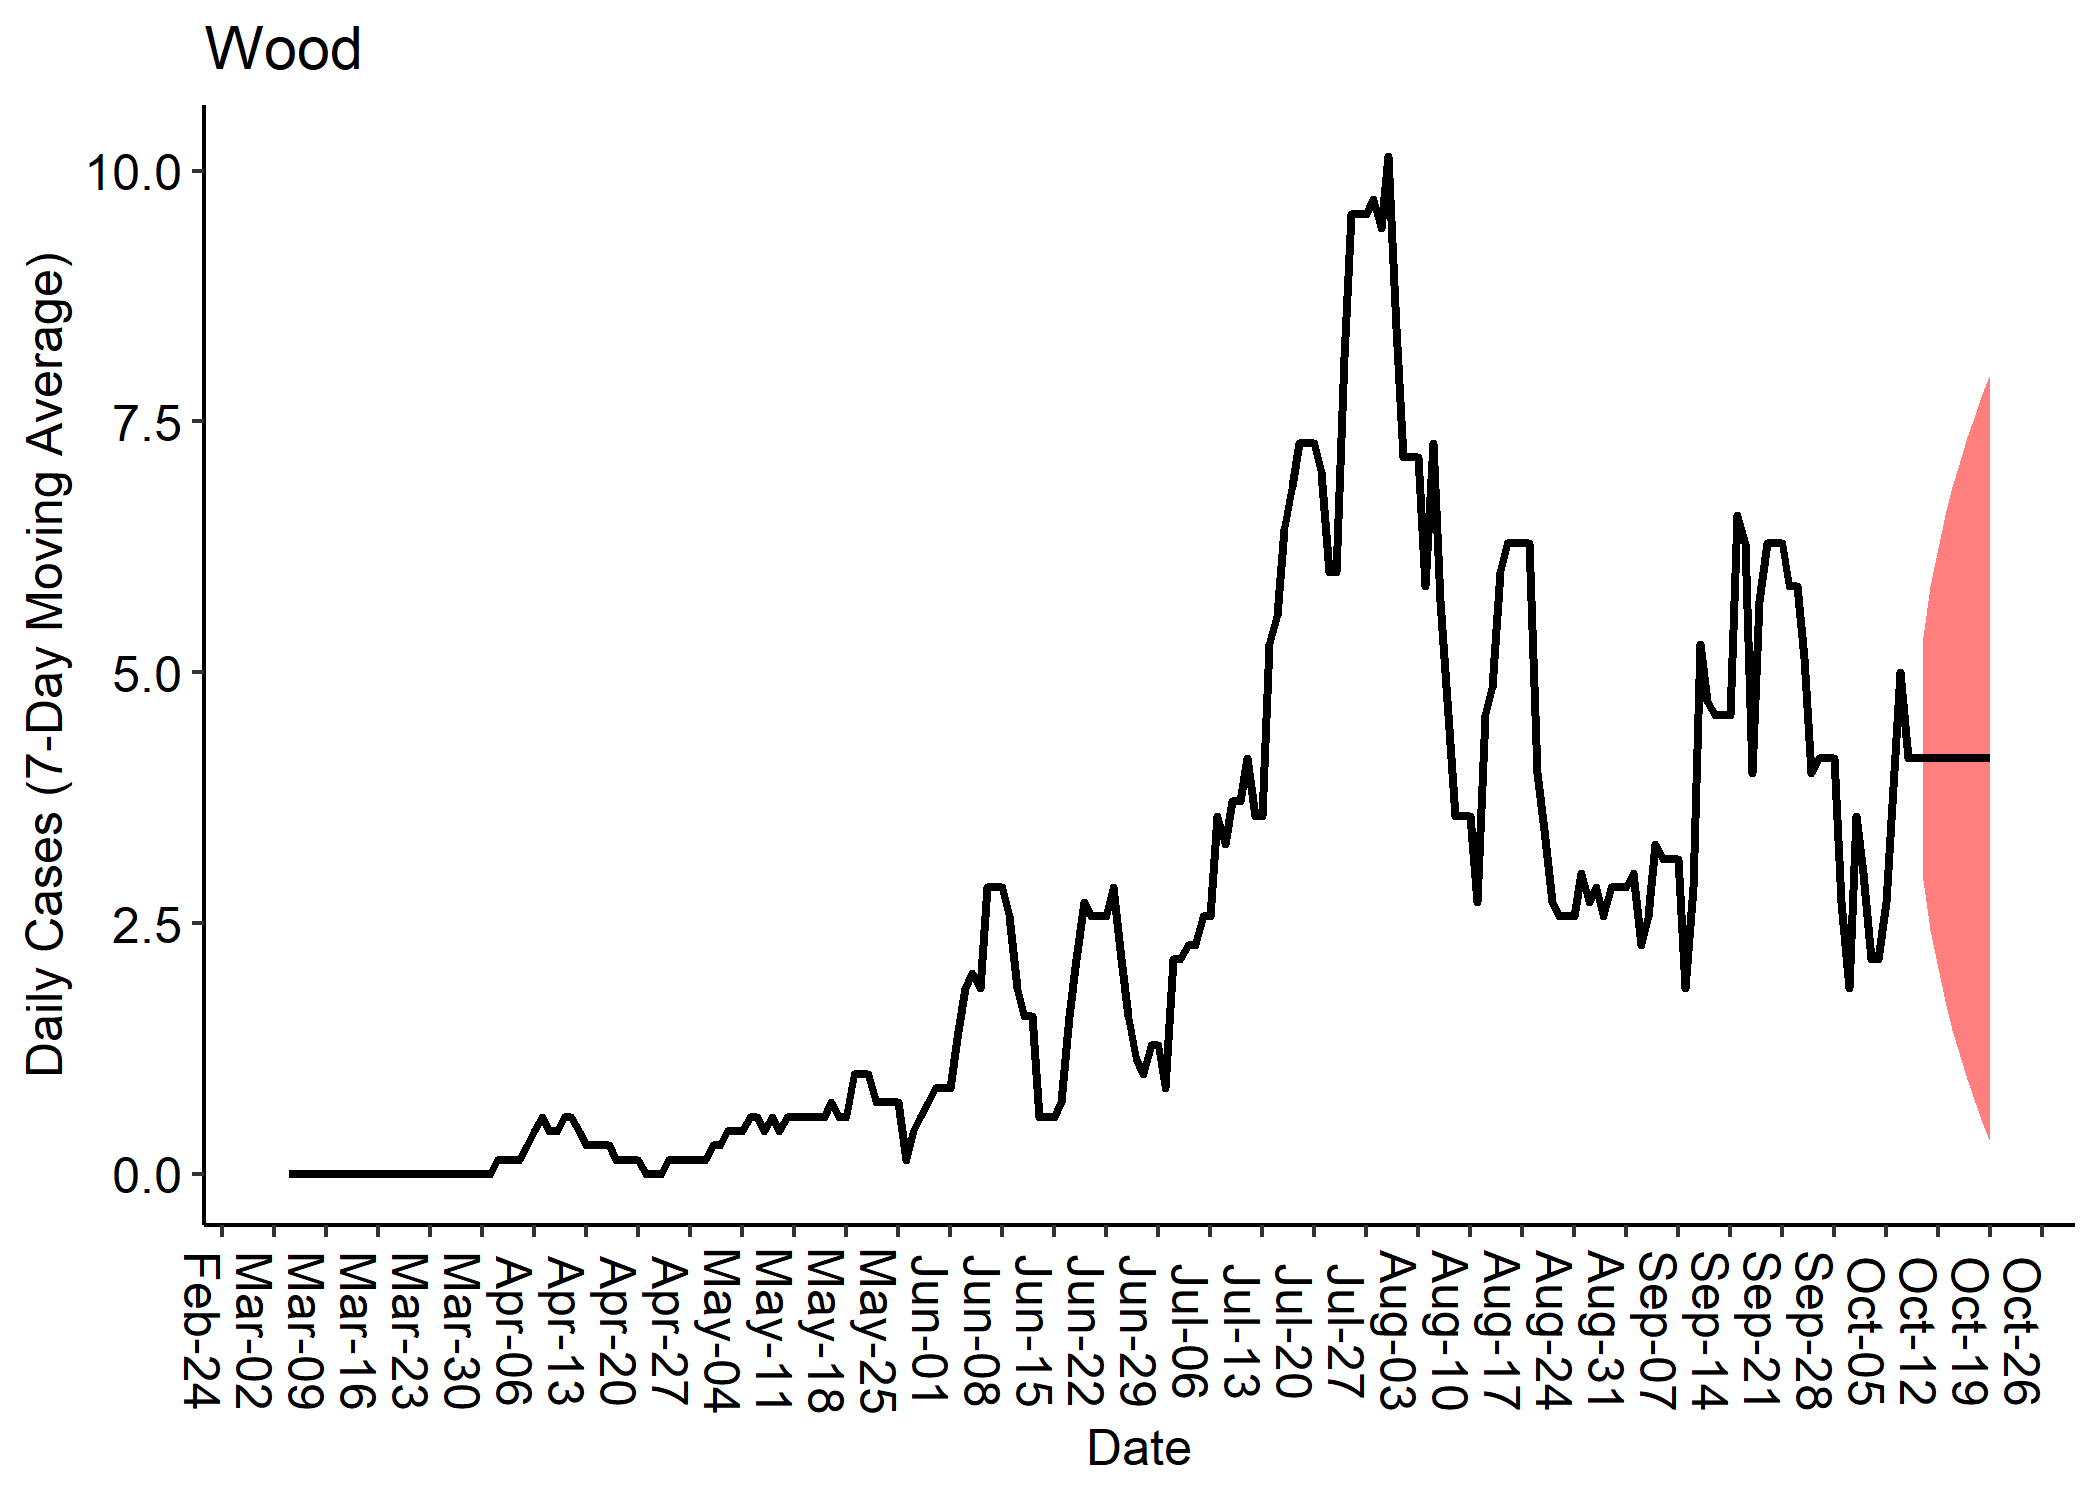 Wood
Daily Cases (7-Day Moving Average)
10.0
7.5
5.0
2.5
0.0
Feb-24
Mar-02
Mar-09
Mar-16
Mar-23
Mar-30
Apr-06
Apr-13
Apr-20
Apr-27
May-04
May-11
May-18
May-25
Jun-01
Jun-08
Jun-15
Jun-22
Jun-29
Jul-06
Jul-13
Jul-20
Jul-27
Aug-03
Aug-10
Aug-17
Aug-24
Aug-31
Sep-07
Sep-14
Sep-21
Sep-28
Oct-05
Oct-12
Oct-19
Oct-26
Date